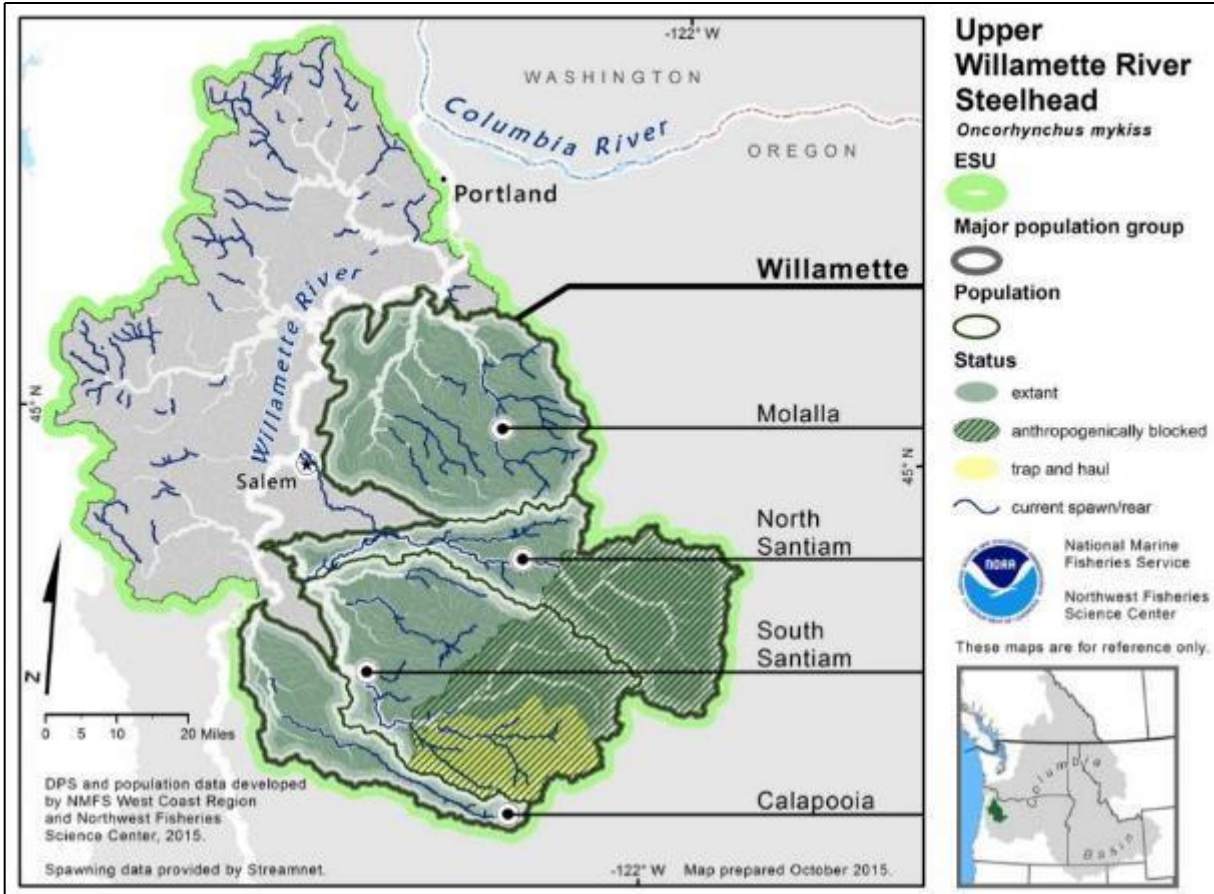 -122° W
WASHINGTON
Columbia River
OREGON
Portland
Willamette
Willamette River
45° N
Molalla
45° N
Salem
North
Santiam
South
Santiam
Calapooia
N
0 5 10 20 Miles
DPS and population data developed
by NMFS West Coast Region
and Northwest Fisheries
Science Center, 2015.
Spawning data provided by Streamnet.
-122° W
Map prepared October 2015.
Upper
Willamette River
Steelhead
Oncorhynchus mykiss
ESU
Major population group
Population
Status
extant
anthropogenically blocked
trap and haul
current spawn/rear
NOAA
National Marine
Fisheries Service
Northwest Fisheries
Science Center
These maps are for reference only.
Columbia
Basin